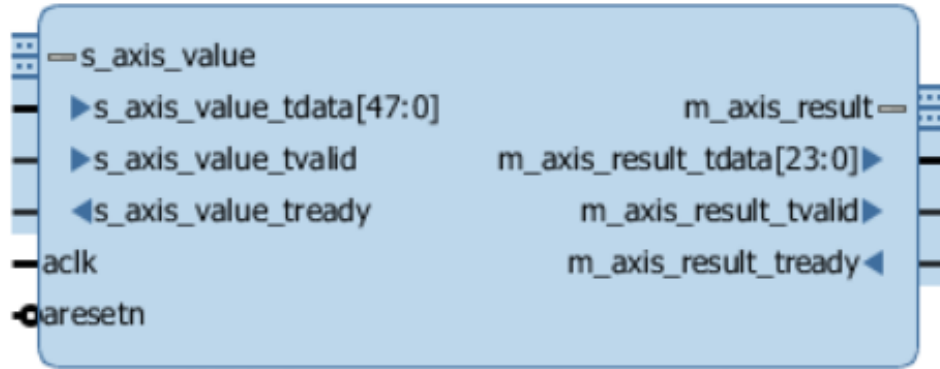 s_axis_value
s_axis_value_tdata[47:0]
s_axis_value_tvalid
s_axis_value_tready
aclk
aresetn
m_axis_result
m_axis_result_tdata[23:0]
m_axis_result_tvalid
m_axis_result_tready